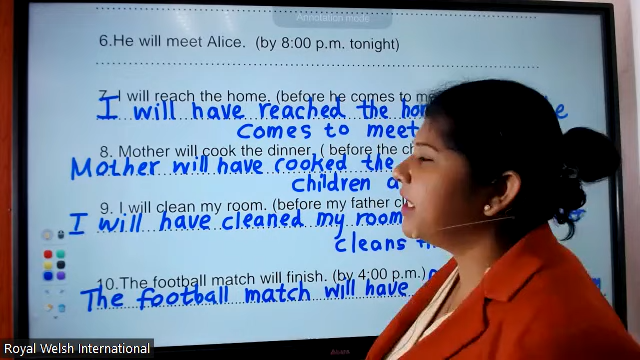 Annotation mode
6.He will meet Alice. (by 8:00 p.m. tonight)
7. I will reach the home. (before he comes to
I will have reached the
comes to meet
8. Mother will cook the dinner. ( before the
Mother will have cooked the
children
9. I will clean my room. (before my father
I will have cleaned my room
cleans
10.The football match will finish. (by 4:00 p.m.)
The football match will have
Royal Welsh International